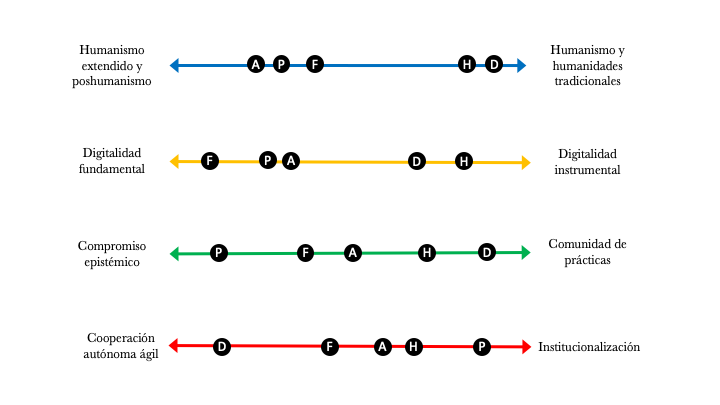 Humanismo
extendido y
poshumanismo
A P F H D
Humanismo y
humanidades
tradicionales
Digitalidad
fundamental
F P A D H
Digitalidad
instrumental
Compromiso
epistémico
P F A H D
Comunidad de
prácticas
Cooperación
autónoma ágil
D F A H P
Institucionalización